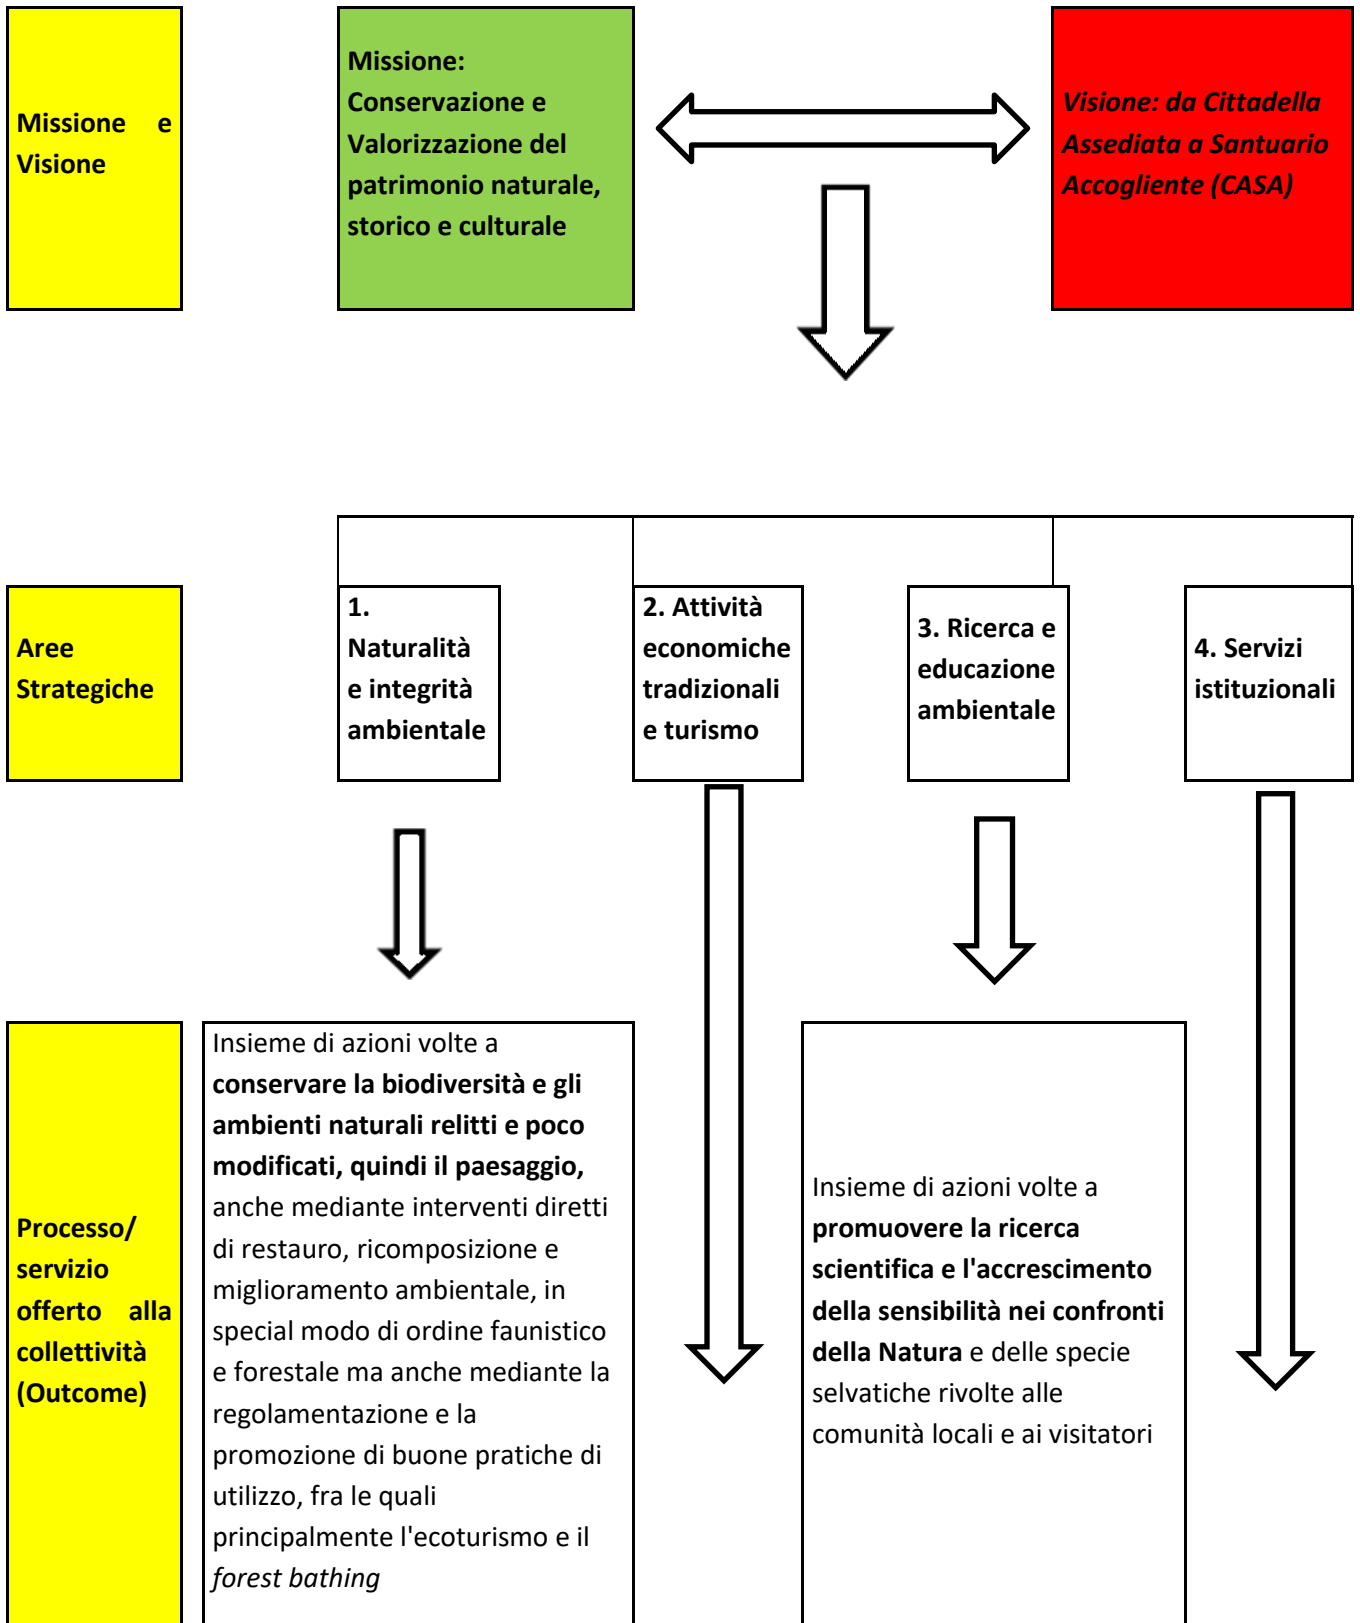 Missione e
Visione
Missione:
Conservazione e
Valorizzazione del
patrimonio naturale,
storico e culturale
Visione: da Cittadella
Assediata a Santuario
Accogliente (CASA)
Aree
Strategiche
1.
Naturalità
e integrità
ambientale
2. Attività
economiche
tradizionali
e turismo
3. Ricerca e
educazione
ambientale
4. Servizi
istituzionali
Processo/
servizio
offerto alla
collettività
(Outcome)
Insieme di azioni volte a
conservare la biodiversità e gli
ambienti naturali relitti e poco
modificati, quindi il paesaggio,
anche mediante interventi diretti
di restauro, ricomposizione e
miglioramento ambientale, in
special modo di ordine faunistico
e forestale ma anche mediante la
regolamentazione e la
promozione di buone pratiche di
utilizzo, fra le quali
principalmente l'ecoturismo e il
forest bathing
Insieme di azioni volte a
promuovere la ricerca
scientifica e l'accrescimento
della sensibilità nei confronti
della Natura e delle specie
selvatiche rivolte alle
comunità locali e ai visitatori